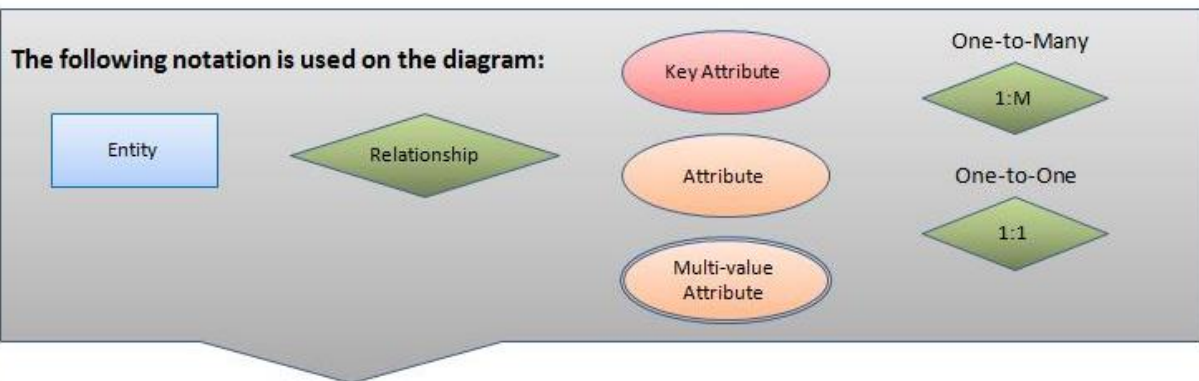 The following notation is used on the diagram:
Entity
Relationship
Key Attribute
Attribute
Multi-value
Attribute
One-to-Many
1:M
One-to-One
1:1